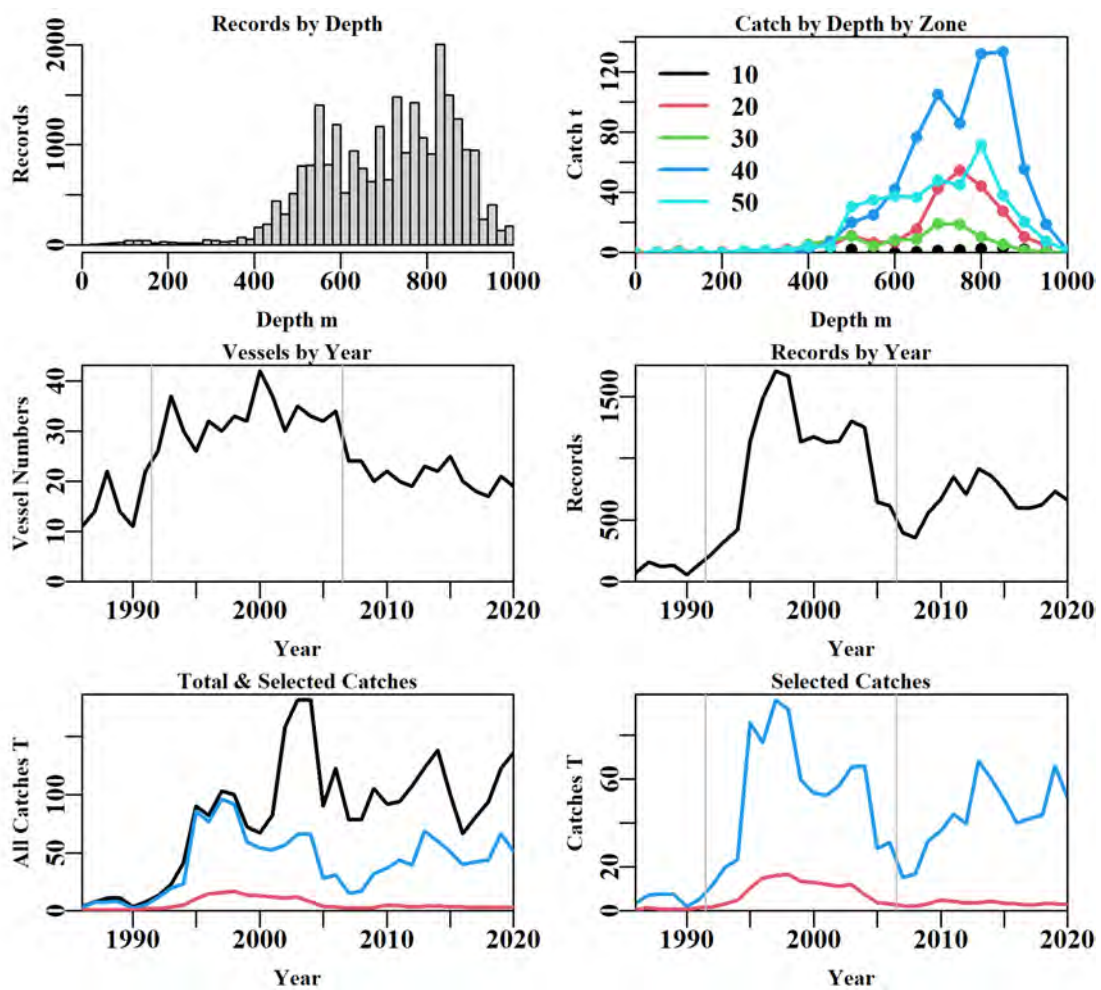 Records by Depth
Records
0 1000 2000
0 200 400 600 800 1000
Depth m
Catch by Depth by Zone
Catch t
0 40 80 120
10
20
30
40
50
0 200 400 600 800 1000
Depth m
Vessels by Year
Vessel Numbers
0 10 20 30 40
1990 2000 2010 2020
Year
Records by Year
Records
0 500 1500
1990 2000 2010 2020
Year
Total & Selected Catches
All Catches T
0 50 100
1990 2000 2010 2020
Year
Selected Catches
Catches T
0 20 60
1990 2000 2010 2020
Year